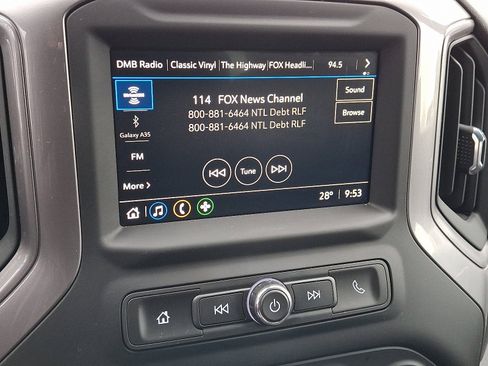 DMB Radio Classic Vinyl The Highway FOX Headli... 94.5
Sound
114 FOX News Channel
800-881-6464 NTL Debt RLF
800-881-6464 NTL Debt RLF
Browse
Galaxy A35
FM
Tune
More
28° 9:53